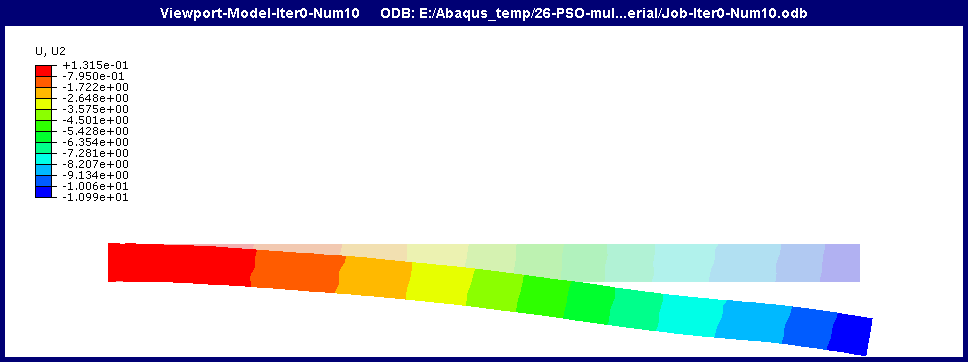 Viewport-Model-Iter0-Num10 ODB: E:/Abaqus_temp/26-PSO-mul...erial/Job-Iter0-Num10.odb
U, U2
+1.315e-01
-7.950e-01
-1.722e+00
-2.648e+00
-3.575e+00
-4.501e+00
-5.428e+00
-6.354e+00
-7.281e+00
-8.207e+00
-9.134e+00
-1.006e+01
-1.099e+01